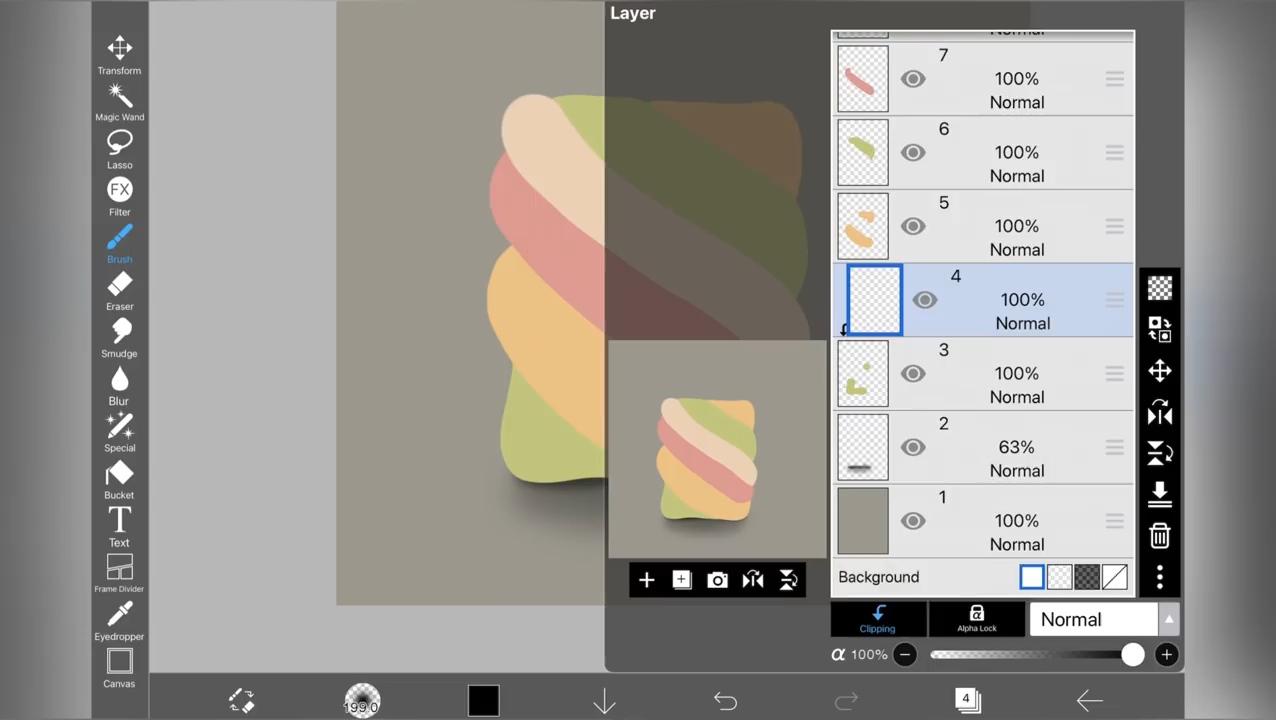 Layer
Transform
Magic Wand
Lasso
FX
Filter
Brush
Eraser
Smudge
Blur
Special
Bucket
T
Text
Frame Divider
Eyedropper
Canvas
7
100%
Normal
6
100%
Normal
5
100%
Normal
4
100%
Normal
3
100%
Normal
2
63%
Normal
1
100%
Normal
Background
Clipping
α
Alpha Lock
Normal
α 100%
199.0
4